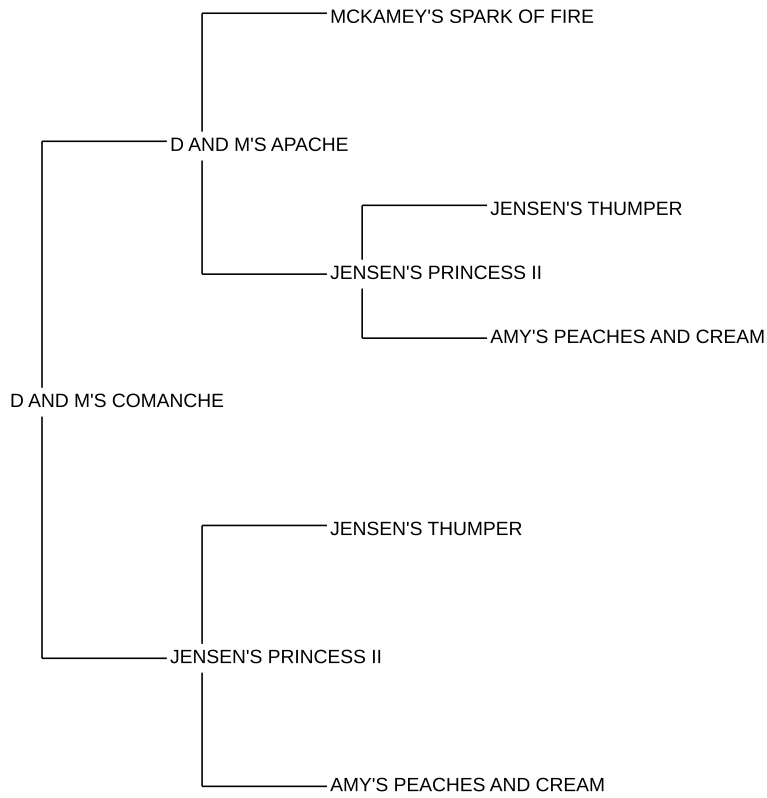 MCKAMEY'S SPARK OF FIRE
D AND M'S APACHE
JENSEN'S THUMPER
JENSEN'S PRINCESS II
AMY'S PEACHES AND CREAM
D AND M'S COMANCHE
JENSEN'S THUMPER
JENSEN'S PRINCESS II
AMY'S PEACHES AND CREAM